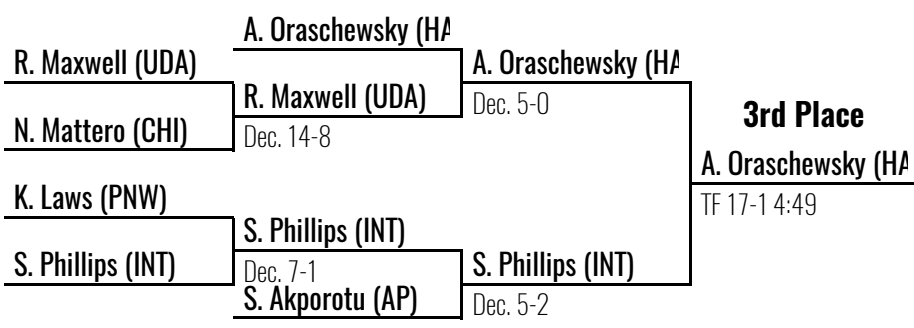 A. Oraschewsky (HA
R. Maxwell (UDA)
A. Oraschewsky (HA
R. Maxwell (UDA)
Dec. 5-0
N. Mattero (CHI)
Dec. 14-8
3rd Place
A. Oraschewsky (HA
K. Laws (PNW)
TF 17-1 4:49
S. Phillips (INT)
S. Phillips (INT)
Dec. 7-1
S. Phillips (INT)
S. Akporotu (AP)
Dec. 5-2